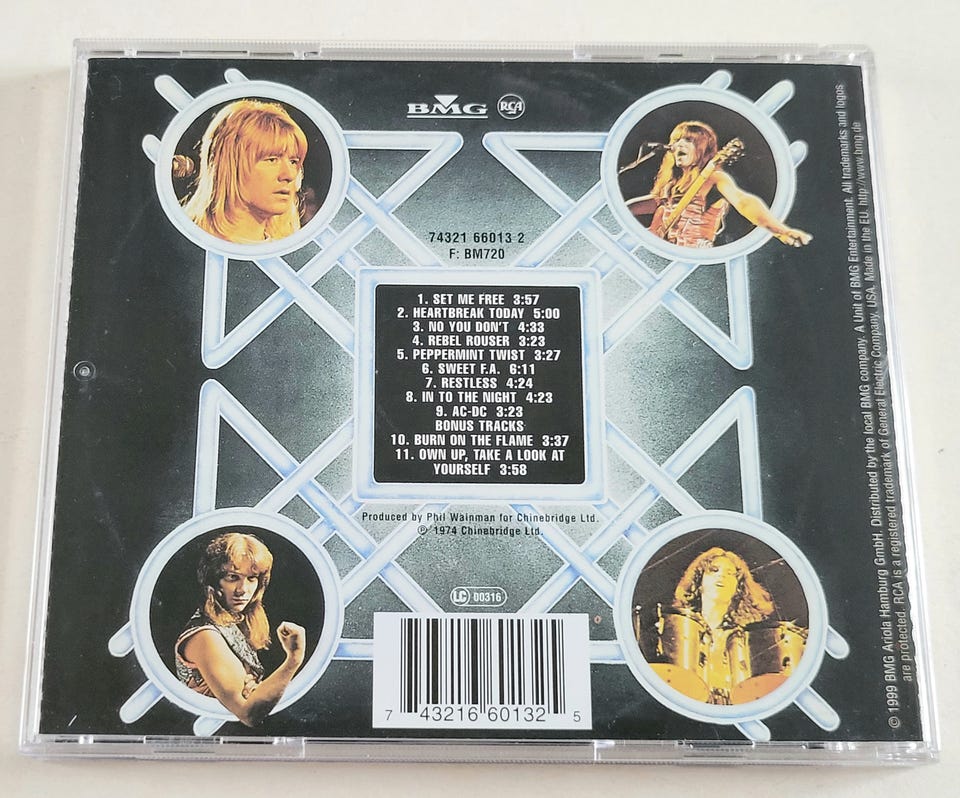 BMG RCA
74321 66013 2
F: BM720
1. SET ME FREE 3:57
2. HEARTBREAK TODAY 5:00
3. NO YOU DON'T 4:33
4. REBEL ROUSER 3:23
5. PEPPERMINT TWIST 3:27
6. SWEET F.A. 6:11
7. RESTLESS 4:24
8. IN TO THE NIGHT 4:23
9. AC-DC 3:23
BONUS TRACKS
10. BURN ON THE FLAME 3:37
11. OWN UP, TAKE A LOOK AT
YOURSELF 3:58
Produced by Phil Wainman for Chinebridge Ltd.
℗ 1974 Chinebridge Ltd.
LC 00316
7 43216 60132 5
© 1999 BMG Ariola Hamburg GmbH. Distributed by the local BMG company. A Unit of BMG Entertainment. All trademarks and logos
are protected. RCA is a registered trademark of General Electric Company, USA. Made in the EU. http://www.bmg.de